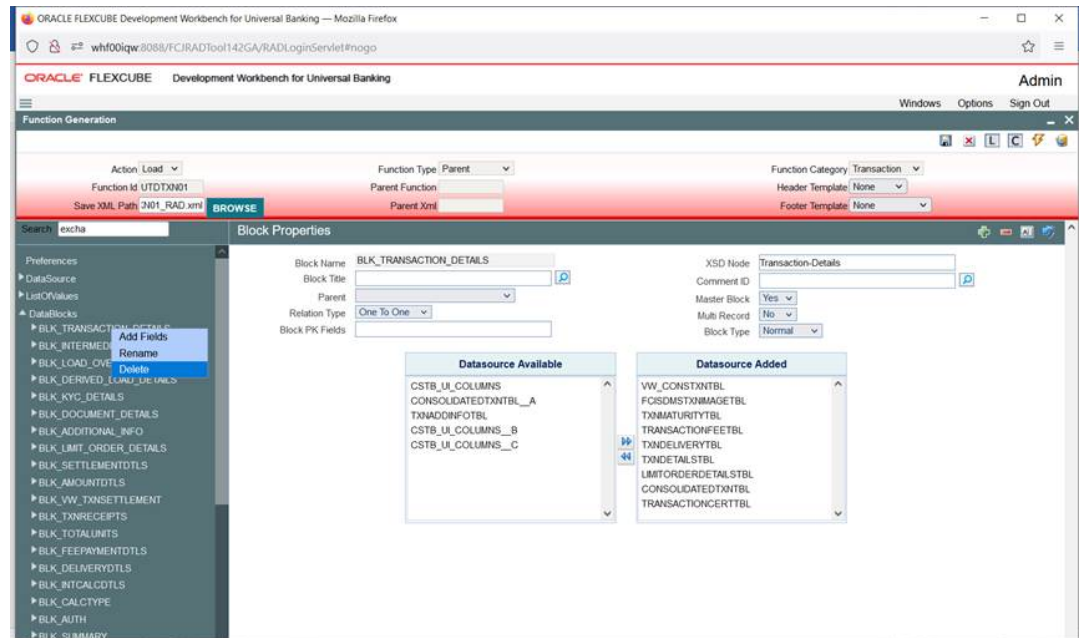 ORACLE FLEXCUBE Development Workbench for Universal Banking — Mozilla Firefox
whf00iqw:8088/FCJRADTool142GA/RADLoginServlet#nogo
ORACLE' FLEXCUBE Development Workbench for Universal Banking
Admin
Windows Options Sign Out
Function Generation
L C
Action Load Function Type Parent Function Category Transaction
Function Id UTDTXN01 Parent Function Header Template None
Save XML Path N01_RAD.xml BROWSE Parent Xml Footer Template None
Search excha
Block Properties
Preferences
DataSource
ListOfValues
DataBlocks
BLK_TRANSACTION_DETAILS
BLK_INTERMEDI
BLK_LOAD_OVE
BLK_DERIVED_LOAD_DETAILS
BLK_KYC_DETAILS
BLK_DOCUMENT_DETAILS
BLK_ADDITIONAL_INFO
BLK_LIMIT_ORDER_DETAILS
BLK_SETTLEMENTDTLS
BLK_AMOUNTDTLS
BLK_VW_TXNSETTLEMENT
BLK_TXNRECEIPTS
BLK_TOTALUNITS
BLK_FEEPAYMENTDTLS
BLK_DELIVERYDTLS
BLK_INTCALCDTLS
BLK_CALCTYPE
BLK_AUTH
BLK_SUMMARY
Add Fields
Rename
Delete
Block Name BLK_TRANSACTION_DETAILS
Block Title
Parent
Relation Type One To One
Block PK Fields
XSD Node Transaction-Details
Comment ID
Master Block Yes
Multi Record No
Block Type Normal
Datasource Available
CSTB_UI_COLUMNS
CONSOLIDATEDTXNTBL__A
TXNADDINFOTBL
CSTB_UI_COLUMNS__B
CSTB_UI_COLUMNS__C
Datasource Added
VW_CONSTXNTBL
FCISDMSTXNIMAGETBL
TXNMATURITYTBL
TRANSACTIONFEETBL
TXNDELIVERYTBL
TXNDETAILSTBL
LIMITORDERDETAILSTBL
CONSOLIDATEDTXNTBL
TRANSACTIONCERTTBL